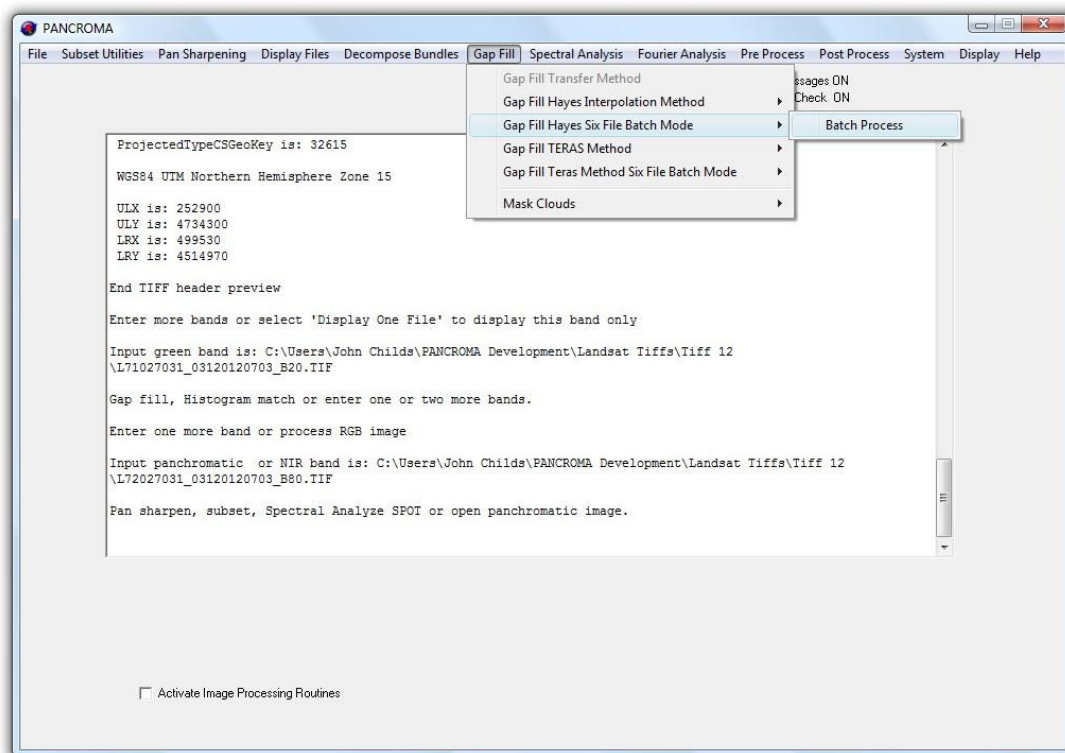 PANCROMA
File Subset Utilities Pan Sharpening Display Files Decompose Bundles Gap Fill Spectral Analysis Fourier Analysis Pre Process Post Process System Display Help
ssages ON
Check ON
Gap Fill Transfer Method
Gap Fill Hayes Interpolation Method
Gap Fill Hayes Six File Batch Mode
Batch Process
Gap Fill TERAS Method
Gap Fill Teras Method Six File Batch Mode
Mask Clouds
ProjectedTypeCSGeoKey is: 32615
WGS84 UTM Northern Hemisphere Zone 15
ULX is: 252900
ULY is: 4734300
LRX is: 499530
LRY is: 4514970
End TIFF header preview
Enter more bands or select 'Display One File' to display this band only
Input green band is: C:\Users\John Childs\PANCROMA Development\Landsat Tiffs\Tiff 12
\L71027031_03120120703_B20.TIF
Gap fill, Histogram match or enter one or two more bands.
Enter one more band or process RGB image
Input panchromatic  or NIR band is: C:\Users\John Childs\PANCROMA Development\Landsat Tiffs\Tiff 12
\L72027031_03120120703_B80.TIF
Pan sharpen, subset, Spectral Analyze SPOT or open panchromatic image.
Activate Image Processing Routines